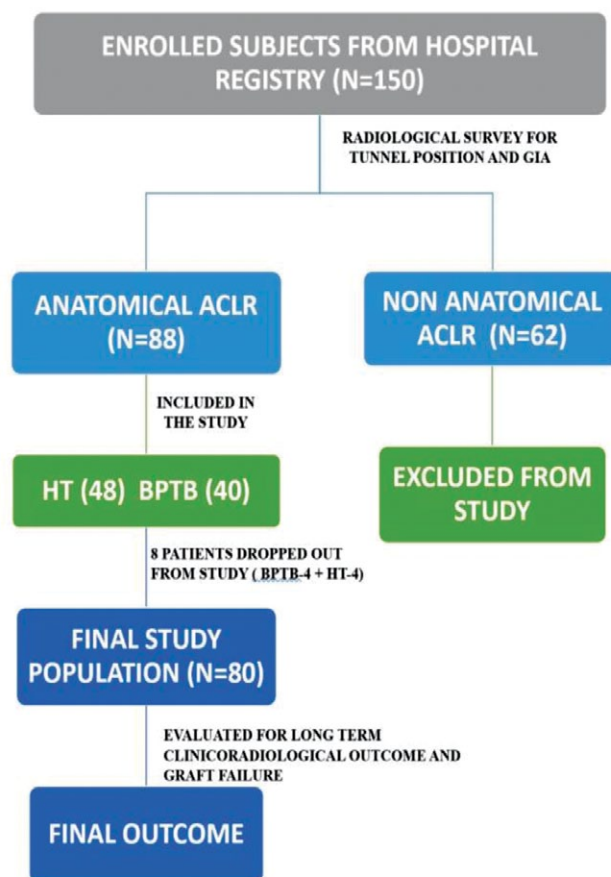 ENROLLED SUBJECTS FROM HOSPITAL
REGISTRY (N=150)
RADIOLOGICAL SURVEY FOR
TUNNEL POSITION AND GIA
ANATOMICAL ACLR
(N=88)
NON ANATOMICAL
ACLR (N=62)
INCLUDED IN
THE STUDY
HT (48) BPTB (40)
EXCLUDED FROM
STUDY
8 PATIENTS DROPPED OUT
FROM STUDY ( BPTB-4 + HT-4)
FINAL STUDY
POPULATION (N=80)
EVALUATED FOR LONG TERM
CLINICORADIOLOGICAL OUTCOME AND
GRAFT FAILURE
FINAL OUTCOME